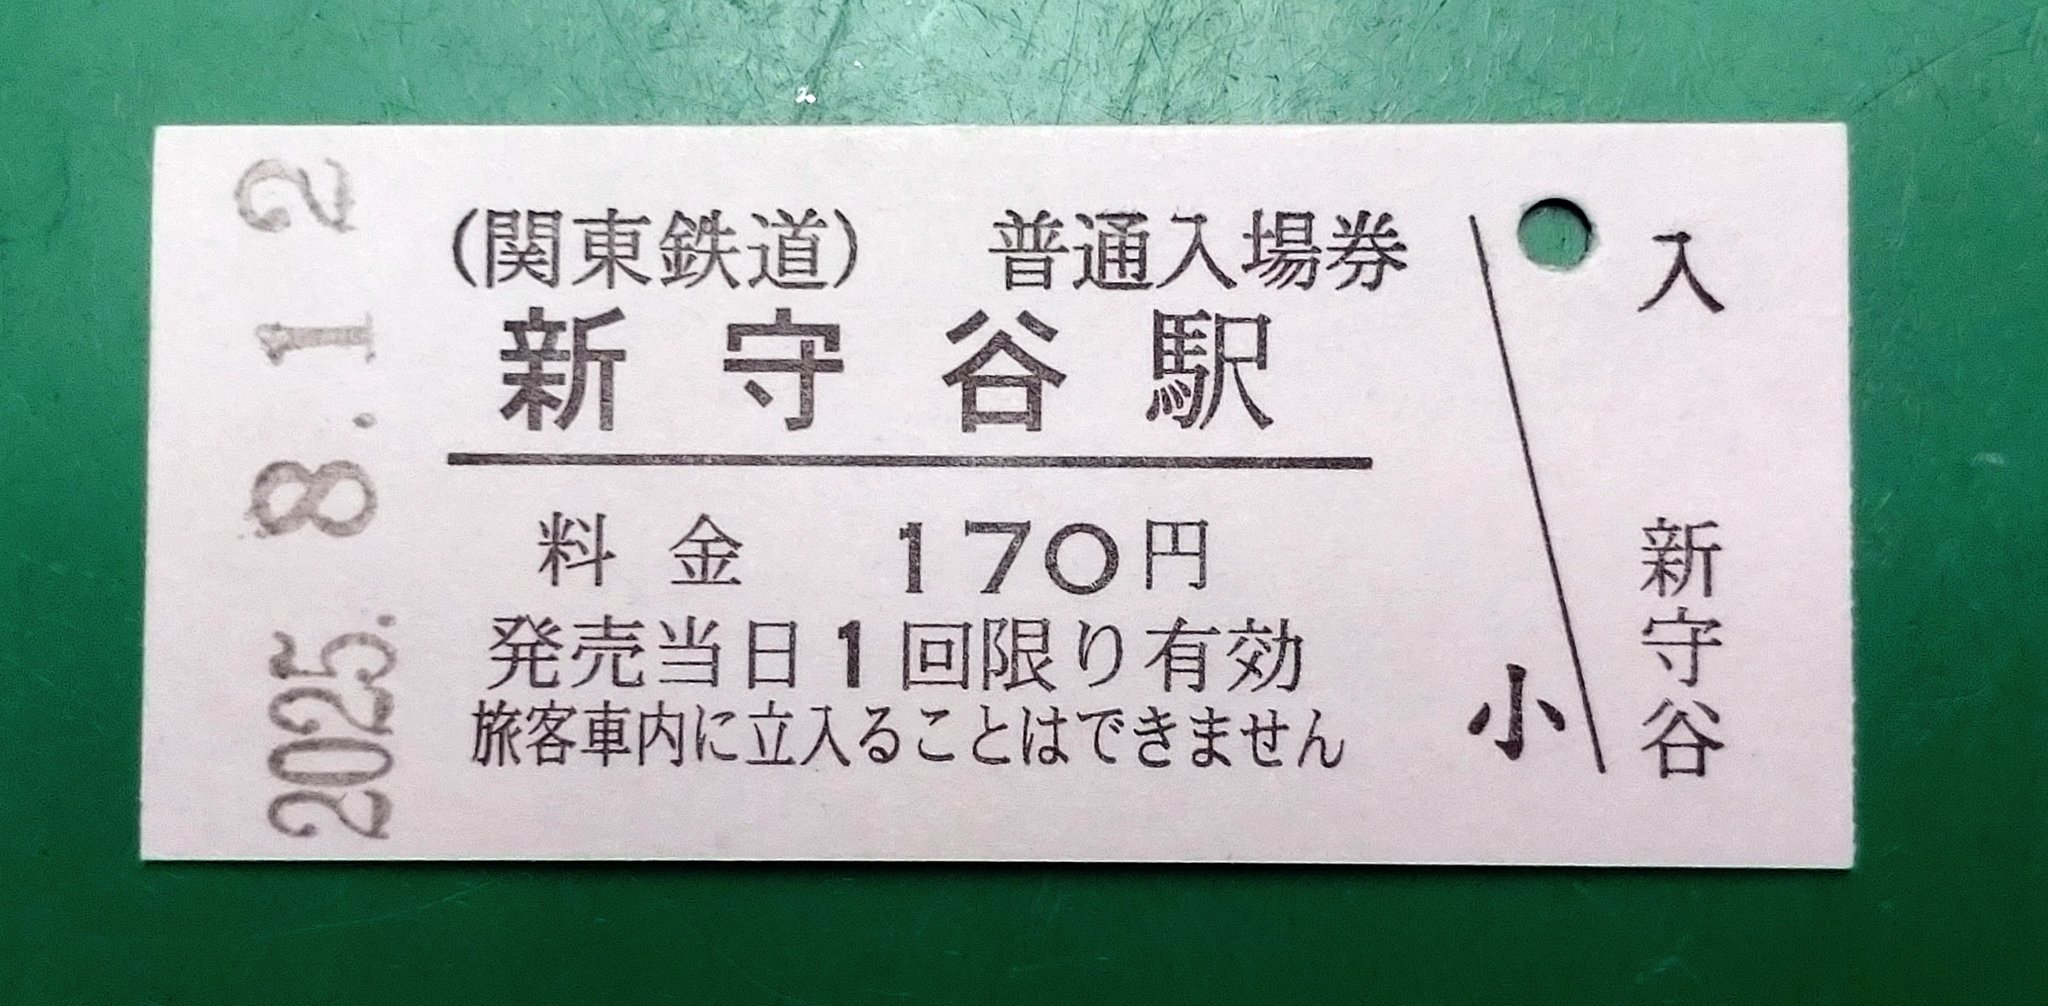 2025.8.12
（関東鉄道） 普通入場券
新守谷駅
料金 170円
発売当日1回限り有効
旅客車内に立入ることはできません
小
入
新守谷